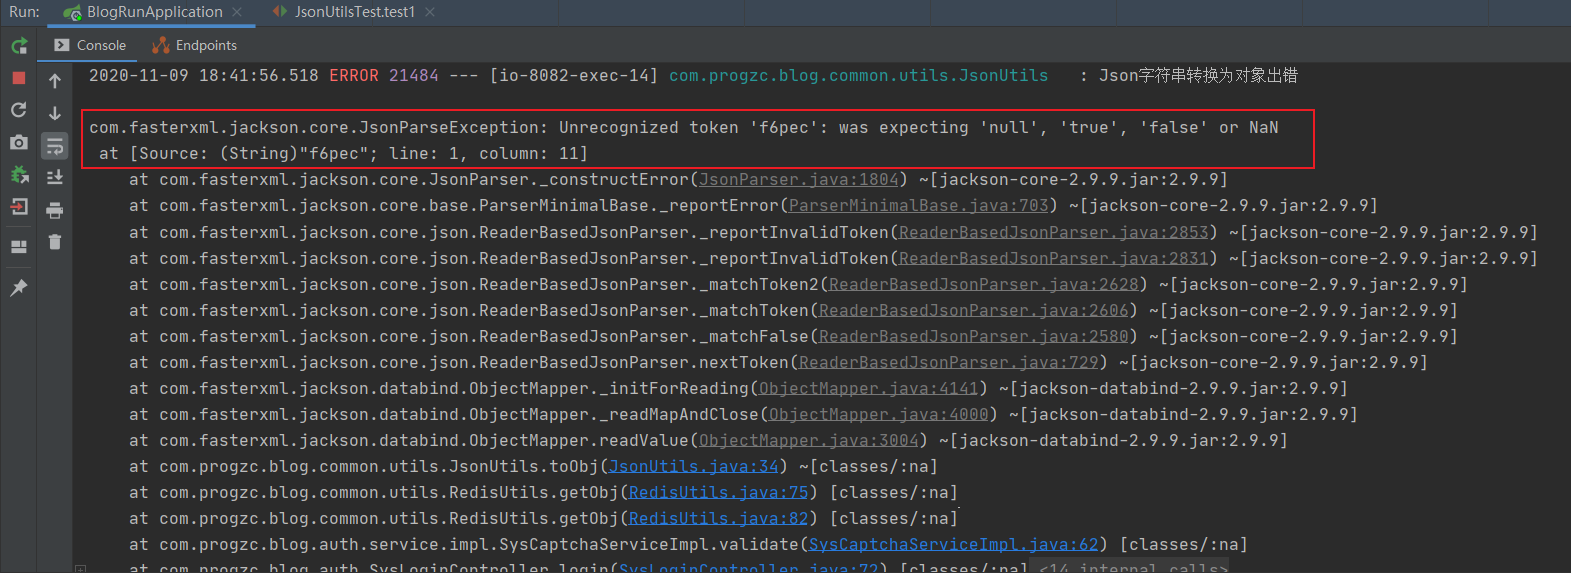 Run: BlogRunApplication × JsonUtilsTest.test1 ×
Console Endpoints
2020-11-09 18:41:56.518 ERROR 21484 --- [io-8082-exec-14] com.progzc.blog.common.utils.JsonUtils : Json字符串转换为对象出错
com.fasterxml.jackson.core.JsonParseException: Unrecognized token 'f6pec': was expecting 'null', 'true', 'false' or NaN
at [Source: (String)"f6pec"; line: 1, column: 11]
at com.fasterxml.jackson.core.JsonParser._constructError(JsonParser.java:1804) ~[jackson-core-2.9.9.jar:2.9.9]
at com.fasterxml.jackson.core.base.ParserMinimalBase._reportError(ParserMinimalBase.java:703) ~[jackson-core-2.9.9.jar:2.9.9]
at com.fasterxml.jackson.core.json.ReaderBasedJsonParser._reportInvalidToken(ReaderBasedJsonParser.java:2853) ~[jackson-core-2.9.9.jar:2.9.9]
at com.fasterxml.jackson.core.json.ReaderBasedJsonParser._reportInvalidToken(ReaderBasedJsonParser.java:2831) ~[jackson-core-2.9.9.jar:2.9.9]
at com.fasterxml.jackson.core.json.ReaderBasedJsonParser._matchToken2(ReaderBasedJsonParser.java:2628) ~[jackson-core-2.9.9.jar:2.9.9]
at com.fasterxml.jackson.core.json.ReaderBasedJsonParser._matchToken(ReaderBasedJsonParser.java:2606) ~[jackson-core-2.9.9.jar:2.9.9]
at com.fasterxml.jackson.core.json.ReaderBasedJsonParser._matchFalse(ReaderBasedJsonParser.java:2580) ~[jackson-core-2.9.9.jar:2.9.9]
at com.fasterxml.jackson.core.json.ReaderBasedJsonParser.nextToken(ReaderBasedJsonParser.java:729) ~[jackson-core-2.9.9.jar:2.9.9]
at com.fasterxml.jackson.databind.ObjectMapper._initForReading(ObjectMapper.java:4141) ~[jackson-databind-2.9.9.jar:2.9.9]
at com.fasterxml.jackson.databind.ObjectMapper._readMapAndClose(ObjectMapper.java:4000) ~[jackson-databind-2.9.9.jar:2.9.9]
at com.fasterxml.jackson.databind.ObjectMapper.readValue(ObjectMapper.java:3004) ~[jackson-databind-2.9.9.jar:2.9.9]
at com.progzc.blog.common.utils.JsonUtils.toObj(JsonUtils.java:34) ~[classes/:na]
at com.progzc.blog.common.utils.RedisUtils.getObj(RedisUtils.java:75) [classes/:na]
at com.progzc.blog.common.utils.RedisUtils.getObj(RedisUtils.java:82) [classes/:na]
at com.progzc.blog.auth.service.impl.SysCaptchaServiceImpl.validate(SysCaptchaServiceImpl.java:62) [classes/:na]
at com.progzc.blog.auth.SysLoginController.login(SysLoginController.java:72) [classes/:na] <14 internal calls>